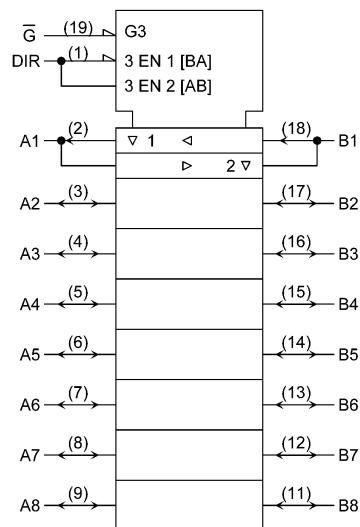 G̅ (19) G3
DIR (1) 3 EN 1 [BA]
3 EN 2 [AB]
A1 (2) ▽ 1 ◁ (18) B1
▷ 2 ▽
A2 (3) (17) B2
A3 (4) (16) B3
A4 (5) (15) B4
A5 (6) (14) B5
A6 (7) (13) B6
A7 (8) (12) B7
A8 (9) (11) B8